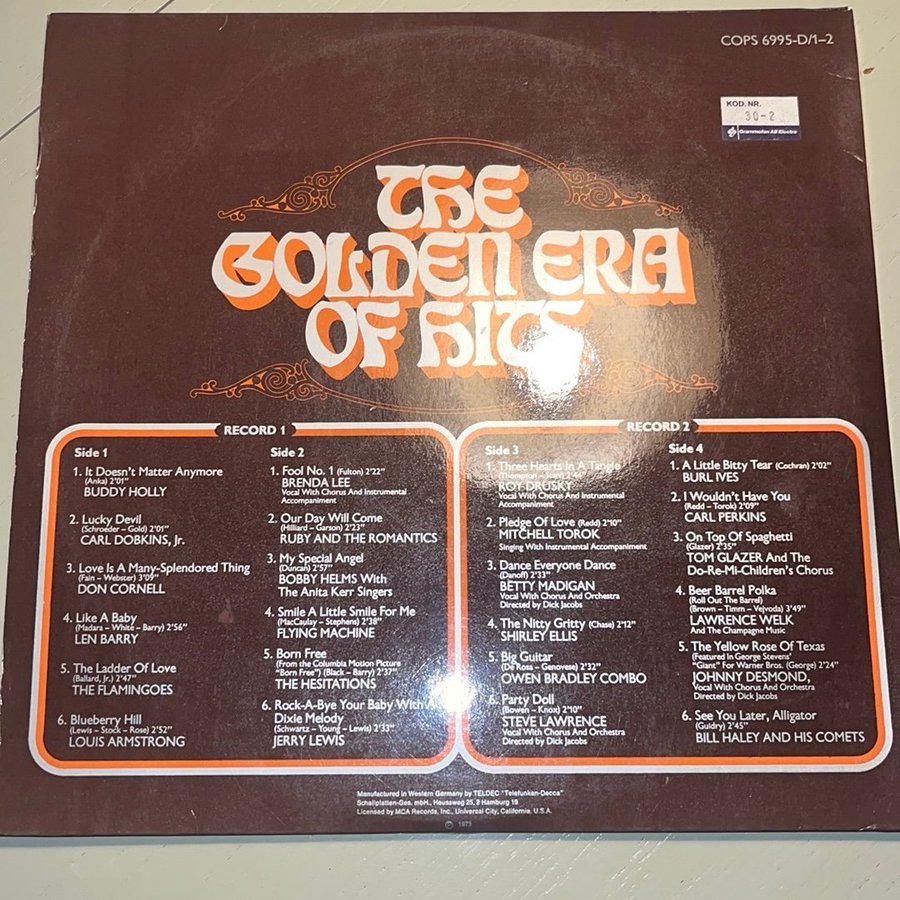 COPS 6995-D/1–2
KOD. NR.
30-2
Grammofon AB Electra
THE
GOLDEN ERA
OF HITS
RECORD 1
Side 1
1. It Doesn't Matter Anymore
(Anka) 2'01"
BUDDY HOLLY
2. Lucky Devil
(Schroeder – Gold) 2'01"
CARL DOBKINS, Jr.
3. Love Is A Many-Splendored Thing
(Fain – Webster) 3'09"
DON CORNELL
4. Like A Baby
(Madara – White – Barry) 2'56"
LEN BARRY
5. The Ladder Of Love
(Ballard, Jr.) 2'47"
THE FLAMINGOES
6. Blueberry Hill
(Lewis – Stock – Rose) 2'52"
LOUIS ARMSTRONG
Side 2
1. Fool No. 1 (Fulton) 2'22"
BRENDA LEE
Vocal With Chorus And Instrumental
Accompaniment
2. Our Day Will Come
(Hilliard – Garson) 2'23"
RUBY AND THE ROMANTICS
3. My Special Angel
(Duncan) 2'57"
BOBBY HELMS With
The Anita Kerr Singers
4. Smile A Little Smile For Me
(MacCaulay – Stephens) 2'38"
FLYING MACHINE
5. Born Free
(From the Columbia Motion Picture
"Born Free") (Black – Barry) 2'37"
THE HESITATIONS
6. Rock-A-Bye Your Baby With A
Dixie Melody
(Schwartz – Young – Lewis) 2'33"
JERRY LEWIS
RECORD 2
Side 3
1. Three Hearts In A Tangle
(Thompson – Starr) 2'44"
ROY DRUSKY
Vocal With Chorus And Instrumental
Accompaniment
2. Pledge Of Love (Redd) 2'10"
MITCHELL TOROK
Singing With Instrumental Accompaniment
3. Dance Everyone Dance
(Danoff) 2'33"
BETTY MADIGAN
Vocal With Chorus And Orchestra
Directed by Dick Jacobs
4. The Nitty Gritty (Chase) 2'12"
SHIRLEY ELLIS
5. Big Guitar
(De Rosa – Genovese) 2'32"
OWEN BRADLEY COMBO
6. Party Doll
(Bowen – Knox) 2'10"
STEVE LAWRENCE
Vocal With Chorus And Orchestra
Directed by Dick Jacobs
Side 4
1. A Little Bitty Tear (Cochran) 2'02"
BURL IVES
2. I Wouldn't Have You
(Redd – Torok) 2'09"
CARL PERKINS
3. On Top Of Spaghetti
(Glazer) 2'35"
TOM GLAZER And The
Do-Re-Mi-Children's Chorus
4. Beer Barrel Polka
(Roll Out The Barrel)
(Brown – Timm – Vejvoda) 3'49"
LAWRENCE WELK
And The Champagne Music
5. The Yellow Rose Of Texas
(Featured In George Stevens'
"Giant" For Warner Bros. (George) 2'24"
JOHNNY DESMOND,
Vocal With Chorus And Orchestra
Directed by Dick Jacobs
6. See You Later, Alligator
(Guidry) 2'45"
BILL HALEY AND HIS COMETS
Manufactured in Western Germany by TELDEC "Telefunken-Decca"
Schallplatten-Ges. mbH., Heussweg 25, 2 Hamburg 19
Licensed by MCA Records, Inc., Universal City, California, U.S.A.
Ⓟ 1973